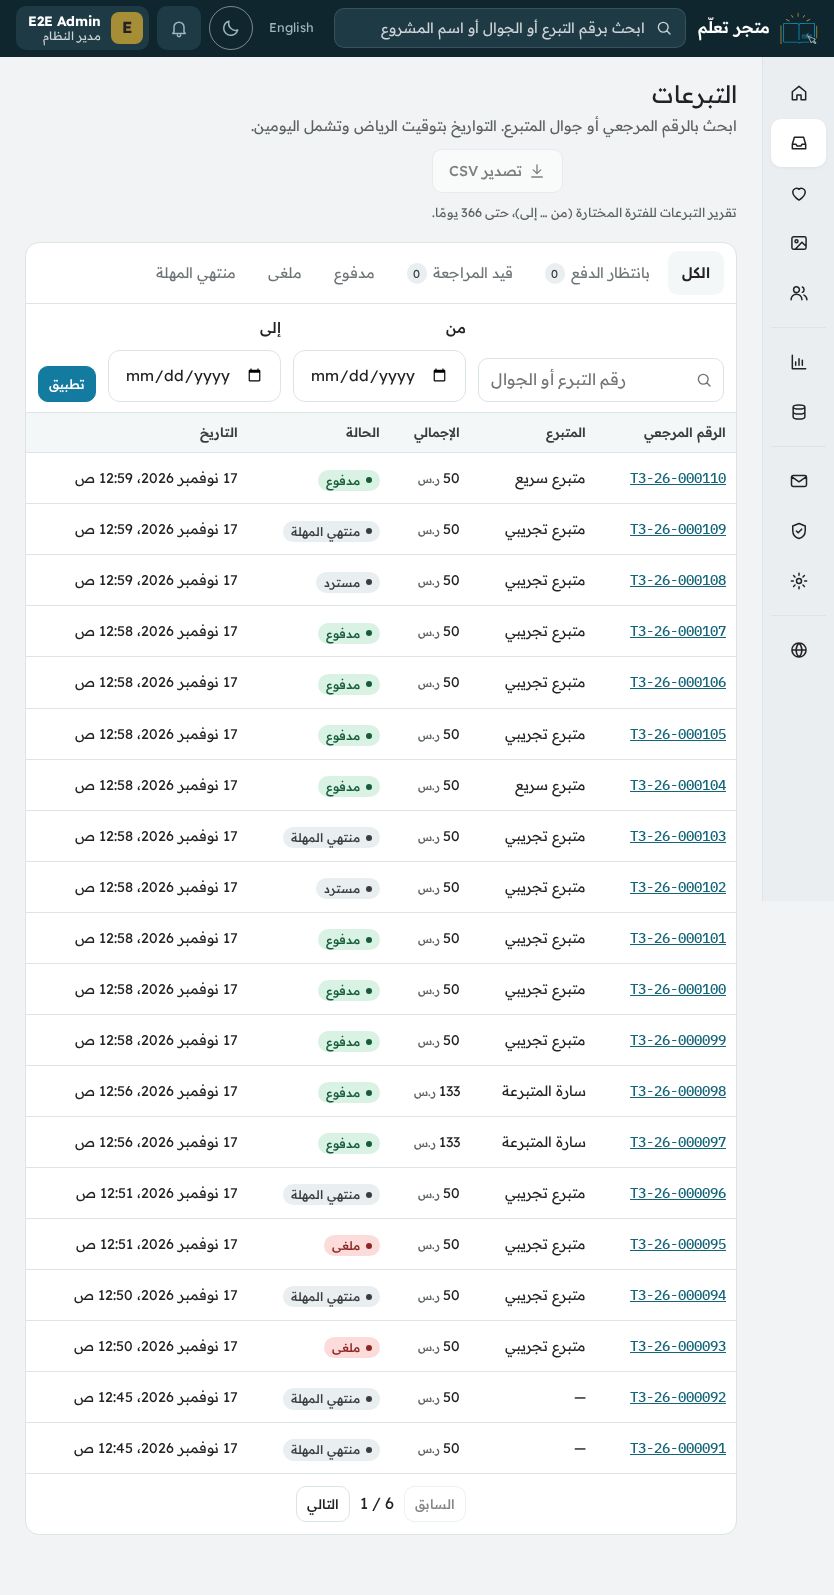 متجر تعلّم
ابحث برقم التبرع أو الجوال أو اسم المشروع
English
E2E Admin
مدير النظام
E
التبرعات
ابحث بالرقم المرجعي أو جوال المتبرع. التواريخ بتوقيت الرياض وتشمل اليومين.
تصدير CSV
تقرير التبرعات للفترة المختارة (من … إلى)، حتى 366 يومًا.
الكل بانتظار الدفع 0 قيد المراجعة 0 مدفوع ملغى منتهي المهلة
من إلى
رقم التبرع أو الجوال mm/dd/yyyy mm/dd/yyyy تطبيق
الرقم المرجعي المتبرع الإجمالي الحالة التاريخ
T3-26-000110 متبرع سريع 50 ر.س مدفوع 17 نوفمبر 2026، 12:59 ص
T3-26-000109 متبرع تجريبي 50 ر.س منتهي المهلة 17 نوفمبر 2026، 12:59 ص
T3-26-000108 متبرع تجريبي 50 ر.س مسترد 17 نوفمبر 2026، 12:59 ص
T3-26-000107 متبرع تجريبي 50 ر.س مدفوع 17 نوفمبر 2026، 12:58 ص
T3-26-000106 متبرع تجريبي 50 ر.س مدفوع 17 نوفمبر 2026، 12:58 ص
T3-26-000105 متبرع تجريبي 50 ر.س مدفوع 17 نوفمبر 2026، 12:58 ص
T3-26-000104 متبرع سريع 50 ر.س مدفوع 17 نوفمبر 2026، 12:58 ص
T3-26-000103 متبرع تجريبي 50 ر.س منتهي المهلة 17 نوفمبر 2026، 12:58 ص
T3-26-000102 متبرع تجريبي 50 ر.س مسترد 17 نوفمبر 2026، 12:58 ص
T3-26-000101 متبرع تجريبي 50 ر.س مدفوع 17 نوفمبر 2026، 12:58 ص
T3-26-000100 متبرع تجريبي 50 ر.س مدفوع 17 نوفمبر 2026، 12:58 ص
T3-26-000099 متبرع تجريبي 50 ر.س مدفوع 17 نوفمبر 2026، 12:58 ص
T3-26-000098 سارة المتبرعة 133 ر.س مدفوع 17 نوفمبر 2026، 12:56 ص
T3-26-000097 سارة المتبرعة 133 ر.س مدفوع 17 نوفمبر 2026، 12:56 ص
T3-26-000096 متبرع تجريبي 50 ر.س منتهي المهلة 17 نوفمبر 2026، 12:51 ص
T3-26-000095 متبرع تجريبي 50 ر.س ملغى 17 نوفمبر 2026، 12:51 ص
T3-26-000094 متبرع تجريبي 50 ر.س منتهي المهلة 17 نوفمبر 2026، 12:50 ص
T3-26-000093 متبرع تجريبي 50 ر.س ملغى 17 نوفمبر 2026، 12:50 ص
T3-26-000092 — 50 ر.س منتهي المهلة 17 نوفمبر 2026، 12:45 ص
T3-26-000091 — 50 ر.س منتهي المهلة 17 نوفمبر 2026، 12:45 ص
السابق 1 / 6 التالي